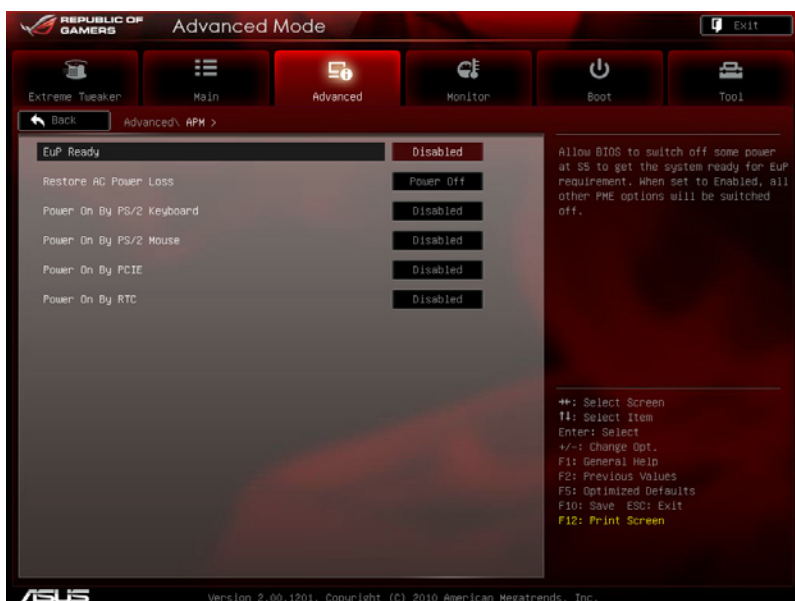 REPUBLIC OF
GAMERS
Advanced Mode
Exit
Extreme Tweaker
Main
Advanced
Monitor
Boot
Tool
Back
Advanced\ APM >
EuP Ready
Disabled
Restore AC Power Loss
Power Off
Power On By PS/2 Keyboard
Disabled
Power On By PS/2 Mouse
Disabled
Power On By PCIE
Disabled
Power On By RTC
Disabled
Allow BIOS to switch off some power
at S5 to get the system ready for EuP
requirement. When set to Enabled, all
other PME options will be switched
off.
→←: Select Screen
↑↓: Select Item
Enter: Select
+/-: Change Opt.
F1: General Help
F2: Previous Values
F5: Optimized Defaults
F10: Save ESC: Exit
F12: Print Screen
ASUS
Version 2.00.1201. Copyright (C) 2010 American Megatrends, Inc.